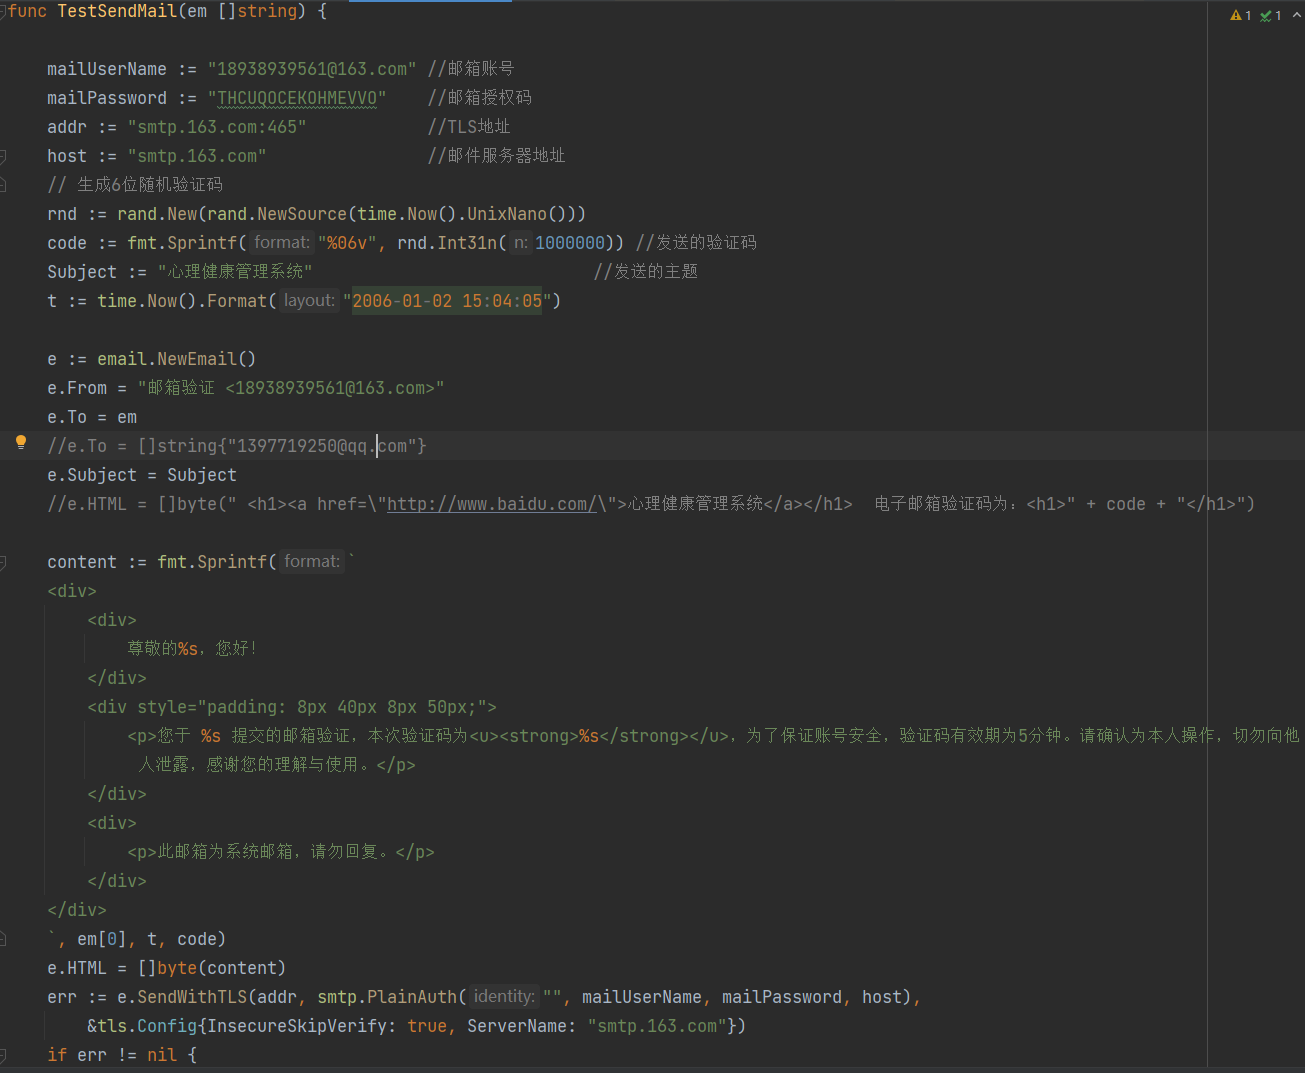 func TestSendMail(em []string) {
⚠1 ✓1
mailUserName := "18938939561@163.com" //邮箱账号
mailPassword := "THCUQOCEKOHMEVVO" //邮箱授权码
addr := "smtp.163.com:465" //TLS地址
host := "smtp.163.com" //邮件服务器地址
// 生成6位随机验证码
rnd := rand.New(rand.NewSource(time.Now().UnixNano()))
code := fmt.Sprintf( format: "%06v", rnd.Int31n( n: 1000000)) //发送的验证码
Subject := "心理健康管理系统" //发送的主题
t := time.Now().Format( layout: "2006-01-02 15:04:05")
e := email.NewEmail()
e.From = "邮箱验证 <18938939561@163.com>"
e.To = em
//e.To = []string{"1397719250@qq.com"}
e.Subject = Subject
//e.HTML = []byte(" <h1><a href=\"http://www.baidu.com/\">心理健康管理系统</a></h1> 电子邮箱验证码为：<h1>" + code + "</h1>")
content := fmt.Sprintf( format: `
<div>
<div>
尊敬的%s，您好！
</div>
<div style="padding: 8px 40px 8px 50px;">
<p>您于 %s 提交的邮箱验证，本次验证码为<u><strong>%s</strong></u>，为了保证账号安全，验证码有效期为5分钟。请确认为本人操作，切勿向他
人泄露，感谢您的理解与使用。</p>
</div>
<div>
<p>此邮箱为系统邮箱，请勿回复。</p>
</div>
</div>
`, em[0], t, code)
e.HTML = []byte(content)
err := e.SendWithTLS(addr, smtp.PlainAuth( identity: "", mailUserName, mailPassword, host),
&tls.Config{InsecureSkipVerify: true, ServerName: "smtp.163.com"})
if err != nil {